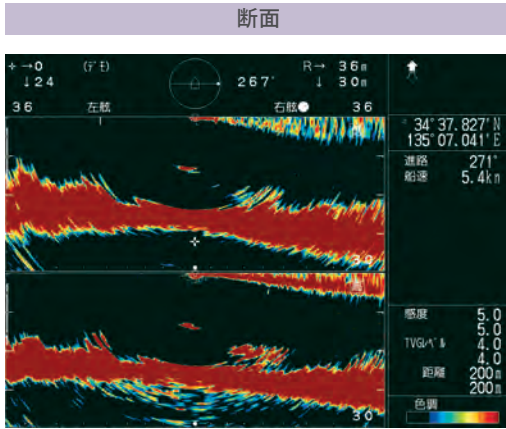 断面
+ →0 (デモ) R→ 36m
↓24 267° ↓ 30m
36 左舷 右舷 36
34°37.827'N
135°07.041'E
進路 271°
船速 5.4kn
30
高
感度 5.0
5.0
TVGレベル 4.0
4.0
距離 200m
200m
30
色調